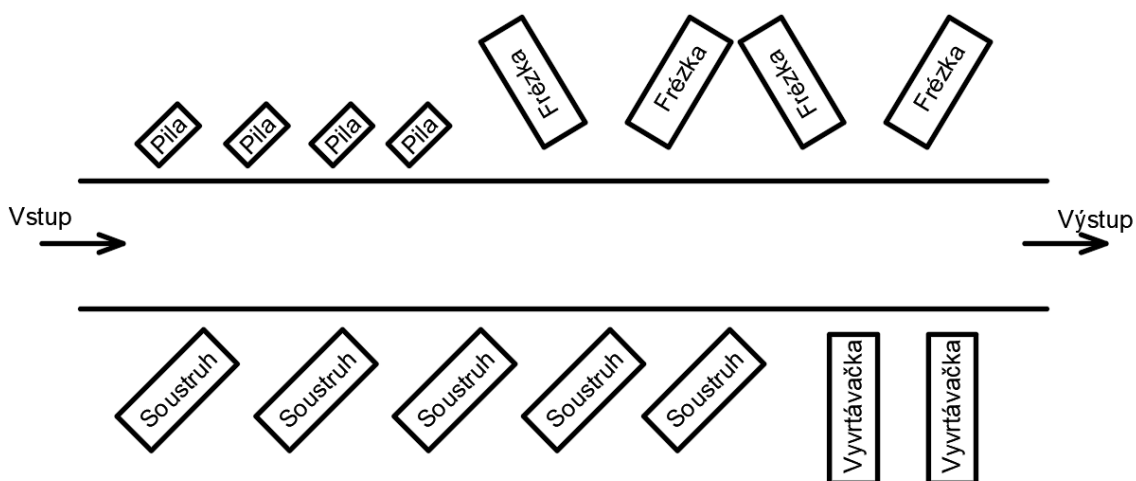 Pila
Pila
Pila
Pila
Frézka
Frézka
Frézka
Frézka
Vstup
Výstup
Soustruh
Soustruh
Soustruh
Soustruh
Soustruh
Vyvrtávačka
Vyvrtávačka